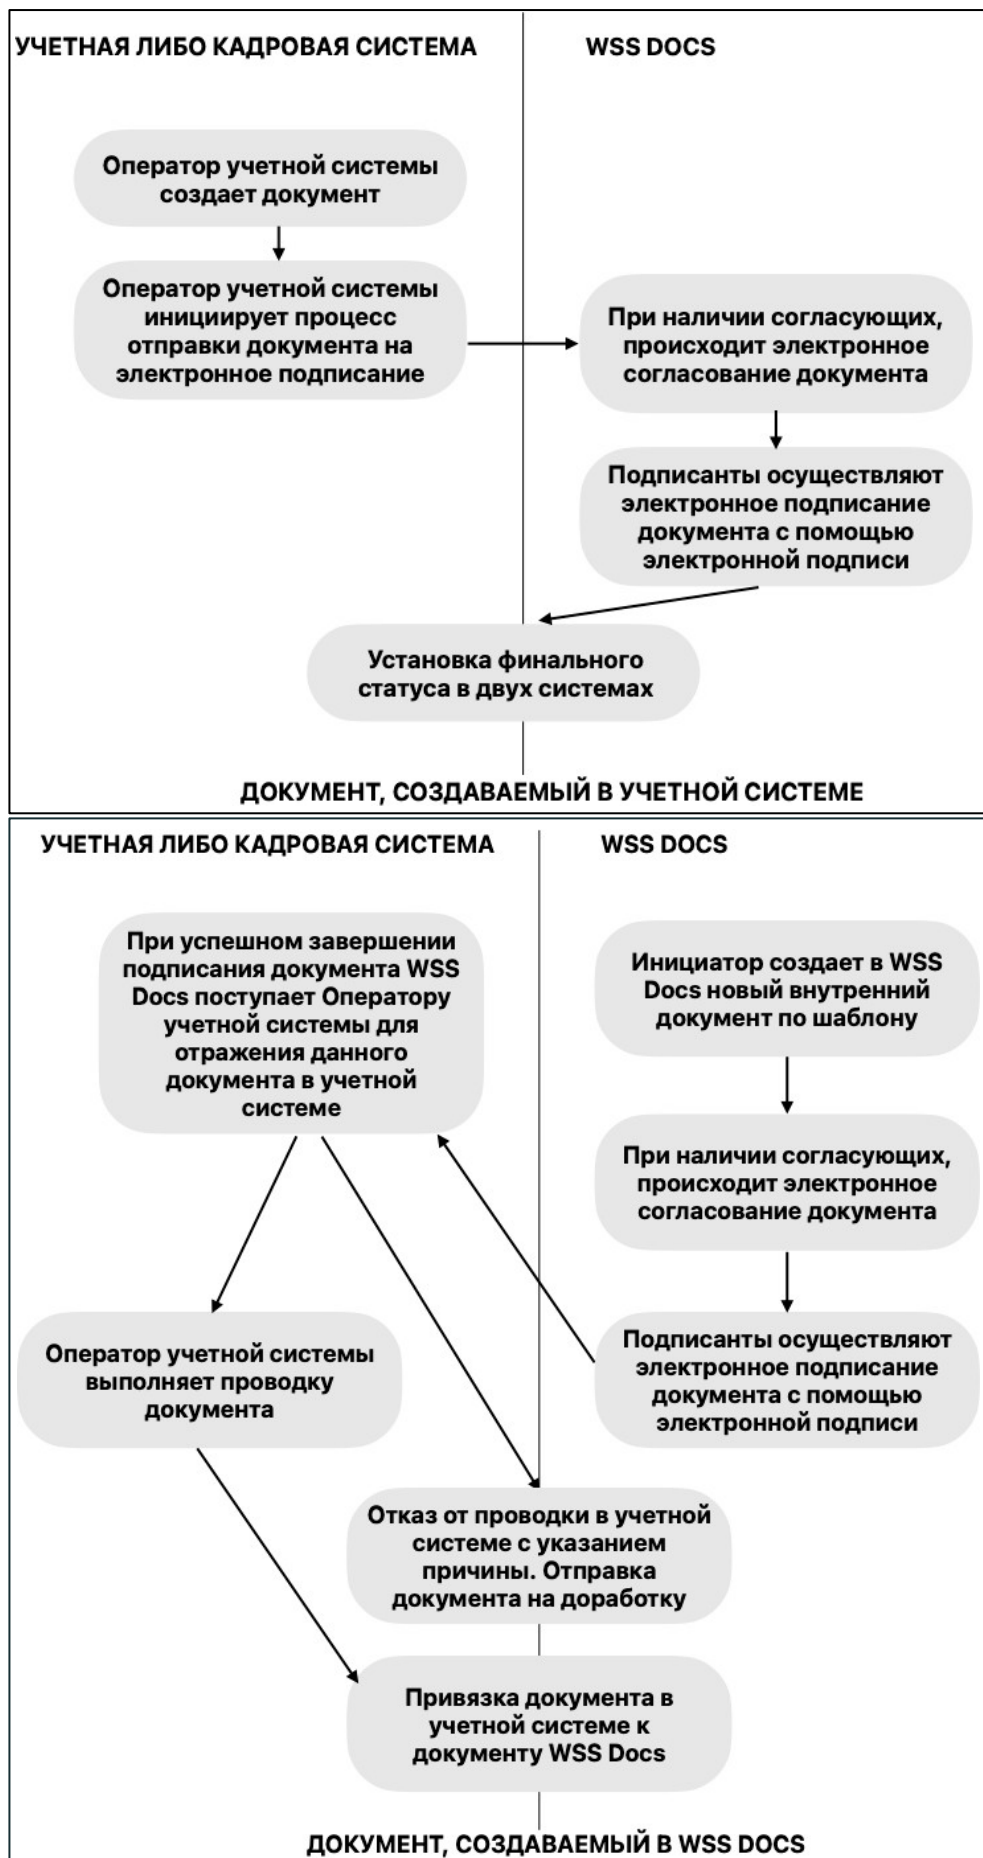 УЧЕТНАЯ ЛИБО КАДРОВАЯ СИСТЕМА
WSS DOCS
Оператор учетной системы
создает документ
Оператор учетной системы
инициирует процесс
отправки документа на
электронное подписание
При наличии согласующих,
происходит электронное
согласование документа
Подписанты осуществляют
электронное подписание
документа с помощью
электронной подписи
Установка финального
статуса в двух системах
ДОКУМЕНТ, СОЗДАВАЕМЫЙ В УЧЕТНОЙ СИСТЕМЕ
УЧЕТНАЯ ЛИБО КАДРОВАЯ СИСТЕМА
WSS DOCS
При успешном завершении
подписания документа WSS
Docs поступает Оператору
учетной системы для
отражения данного
документа в учетной
системе
Инициатор создает в WSS
Docs новый внутренний
документ по шаблону
При наличии согласующих,
происходит электронное
согласование документа
Оператор учетной системы
выполняет проводку
документа
Подписанты осуществляют
электронное подписание
документа с помощью
электронной подписи
Отказ от проводки в учетной
системе с указанием
причины. Отправка
документа на доработку
Привязка документа в
учетной системе к
документу WSS Docs
ДОКУМЕНТ, СОЗДАВАЕМЫЙ В WSS DOCS